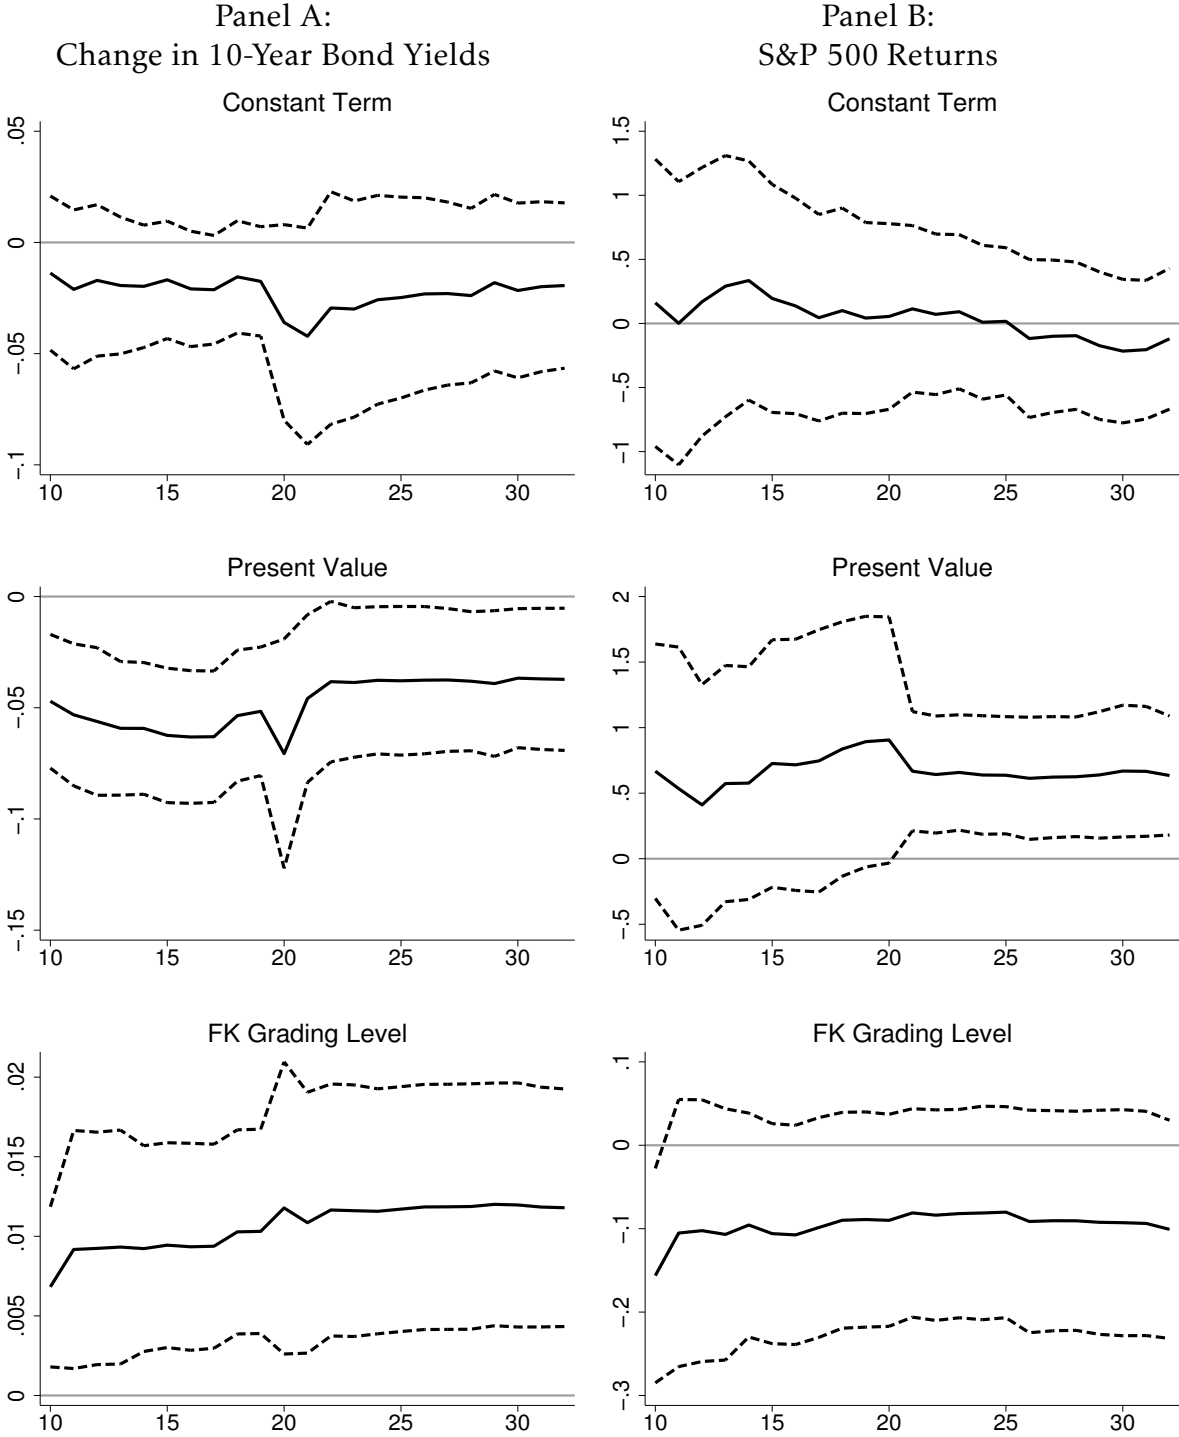 Panel A:
Change in 10-Year Bond Yields
Panel B:
S&P 500 Returns
Constant Term
.05
0
-.05
-.1
10 15 20 25 30
Constant Term
1.5
1
.5
0
-.5
-1
10 15 20 25 30
Present Value
0
-.05
-.1
-.15
10 15 20 25 30
Present Value
2
1.5
1
.5
0
-.5
10 15 20 25 30
FK Grading Level
.02
.015
.01
.005
0
10 15 20 25 30
FK Grading Level
.1
0
-.1
-.2
-.3
10 15 20 25 30